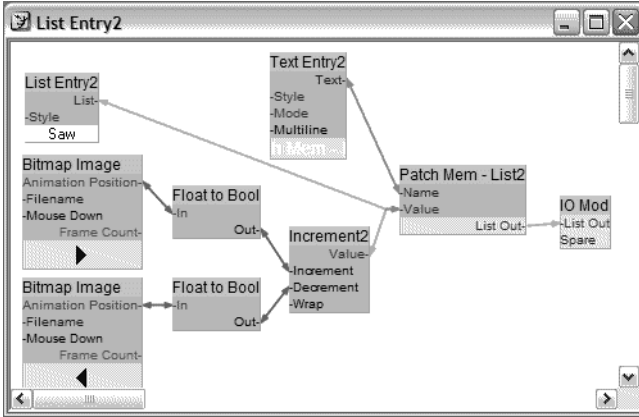 List Entry2
Text Entry2
Text-
-Style
-Mode
-Multiline
List Entry2
List-
-Style
Saw
Bitmap Image
Animation Position-
-Filename
-Mouse Down
Frame Count-
Float to Bool
-In
Out-
Increment2
Value-
-Increment
-Decrement
-Wrap
Patch Mem - List2
-Name
-Value
List Out-
IO Mod
-List Out
Spare
Bitmap Image
Animation Position-
-Filename
-Mouse Down
Frame Count-
Float to Bool
-In
Out-